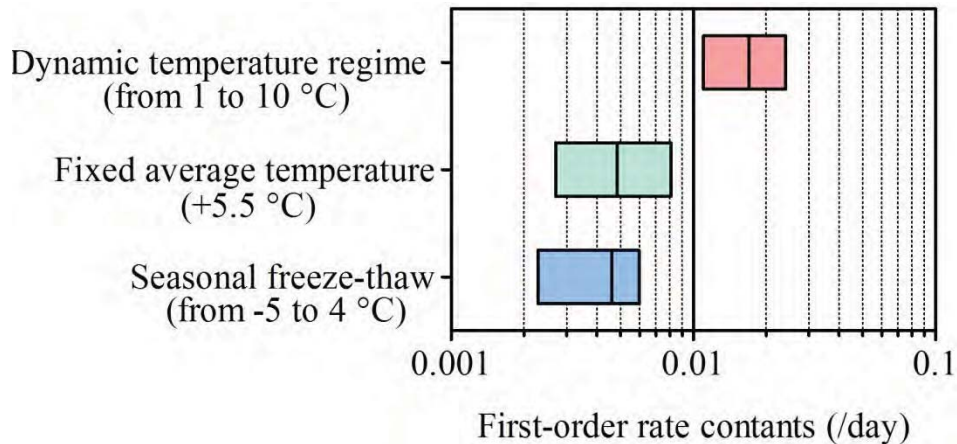 Dynamic temperature regime
(from 1 to 10 °C)
Fixed average temperature
(+5.5 °C)
Seasonal freeze-thaw
(from -5 to 4 °C)
0.001 0.01 0.1
First-order rate contants (/day)